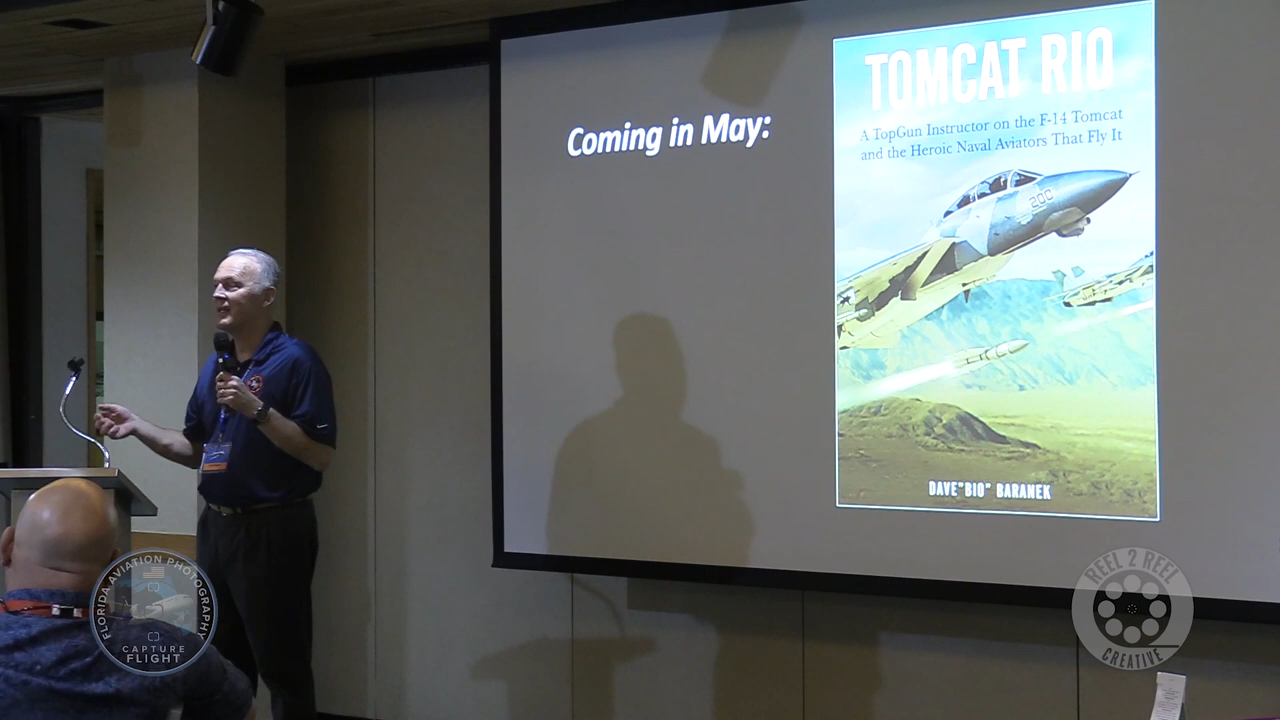 Coming in May:
TOMCAT RIO
A TopGun Instructor on the F-14 Tomcat
and the Heroic Naval Aviators That Fly It
200
DAVE "BIO" BARANEK
FLORIDA AVIATION PHOTOGRAPHY
CAPTURE
FLIGHT
REEL 2 REEL
CREATIVE